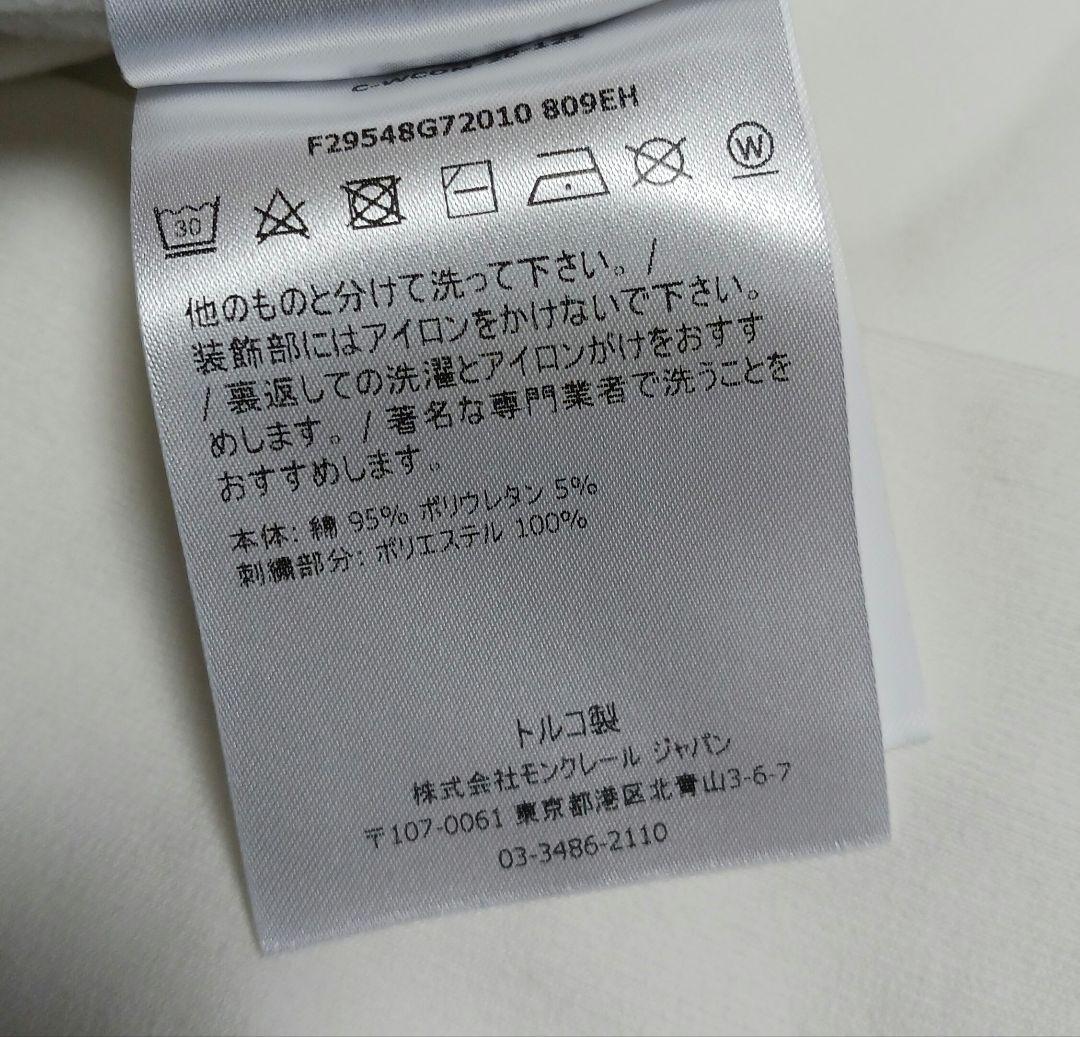 F29548G72010 809EH
30
W
他のものと分けて洗って下さい。/
装飾部にはアイロンをかけないで下さい。
/ 裏返しての洗濯とアイロンがけをおすす
めします。/ 著名な専門業者で洗うことを
おすすめします。
本体: 綿 95% ポリウレタン 5%
刺繍部分: ポリエステル 100%
トルコ製
株式会社モンクレール ジャパン
〒107-0061 東京都港区北青山3-6-7
03-3486-2110